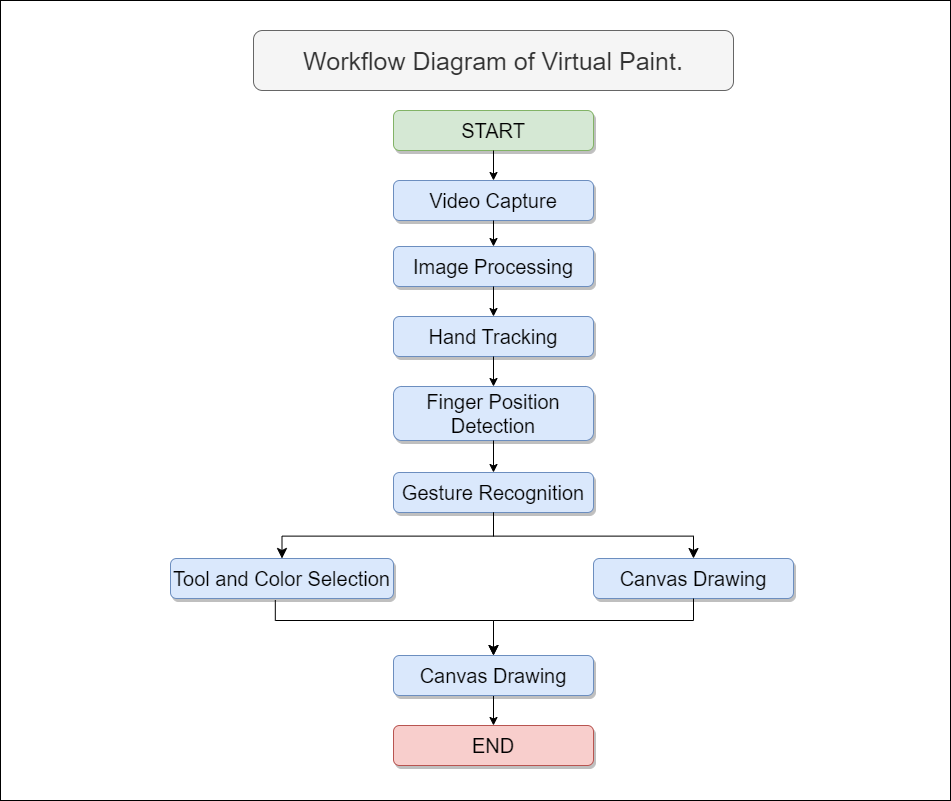 Workflow Diagram of Virtual Paint.
START
Video Capture
Image Processing
Hand Tracking
Finger Position
Detection
Gesture Recognition
Tool and Color Selection
Canvas Drawing
Canvas Drawing
END